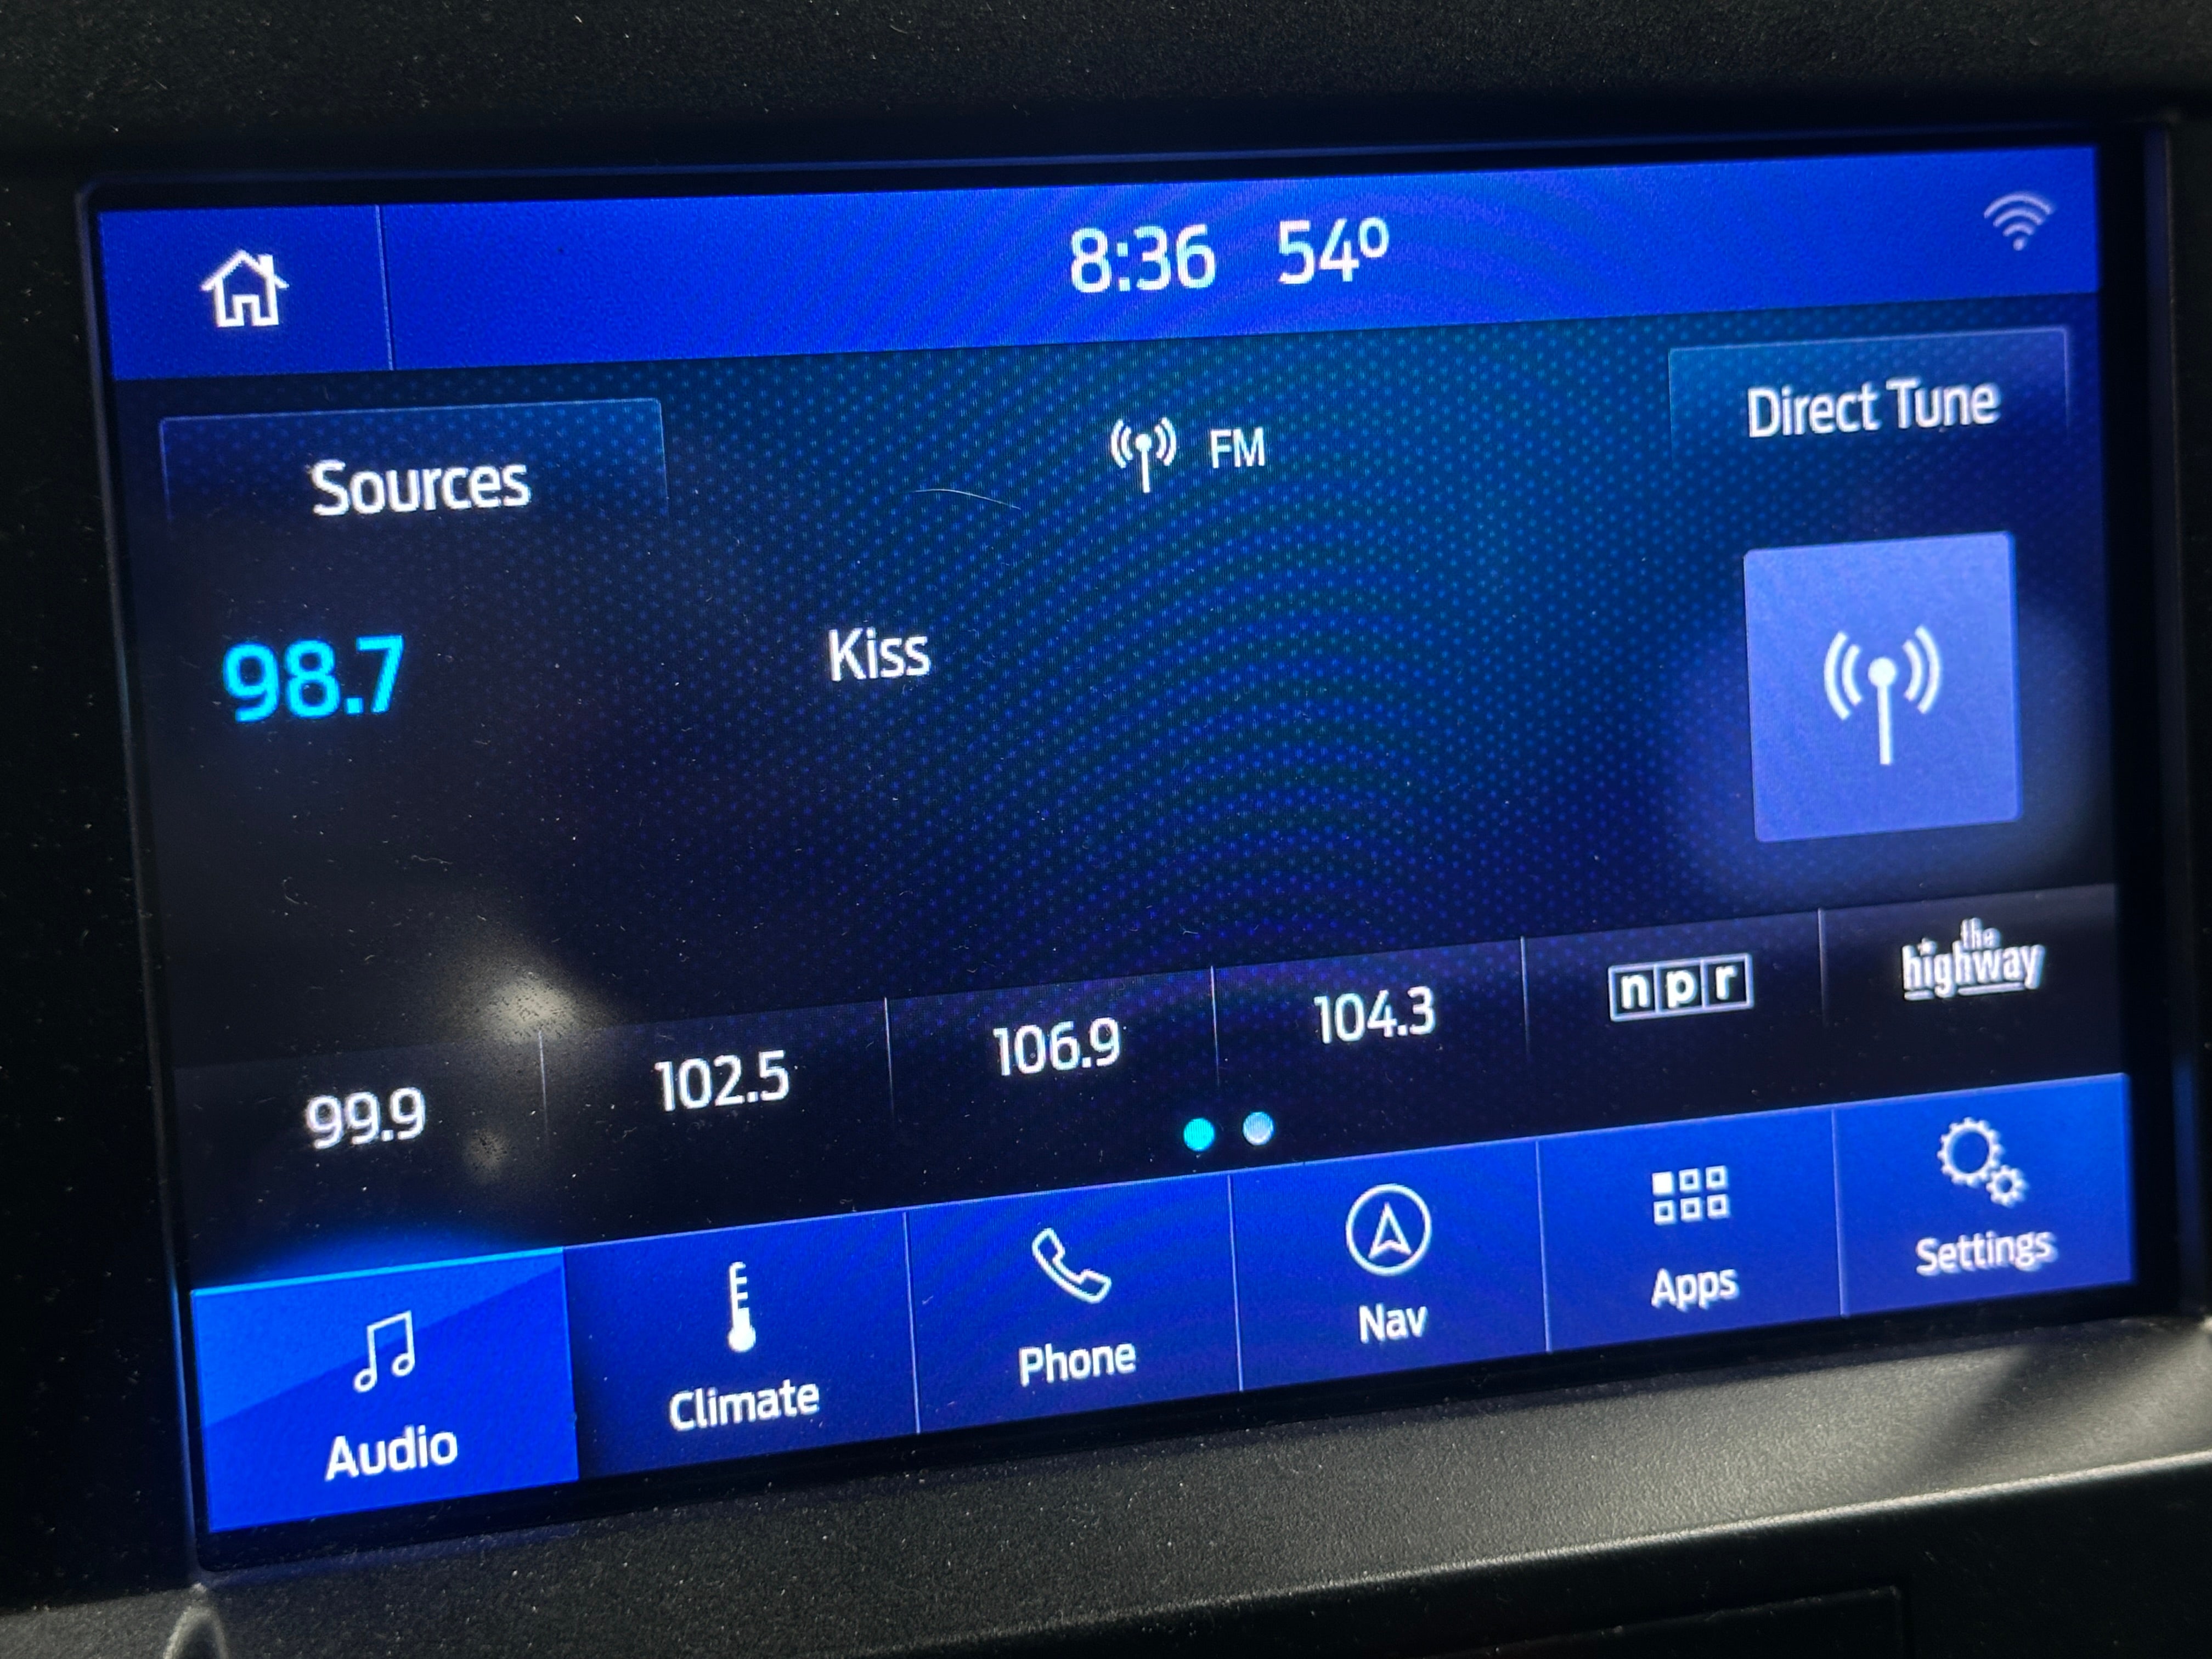 8:36 54º
Sources
FM
Direct Tune
98.7
Kiss
99.9
102.5
106.9
104.3
npr
the highway
Audio
Climate
Phone
Nav
Apps
Settings